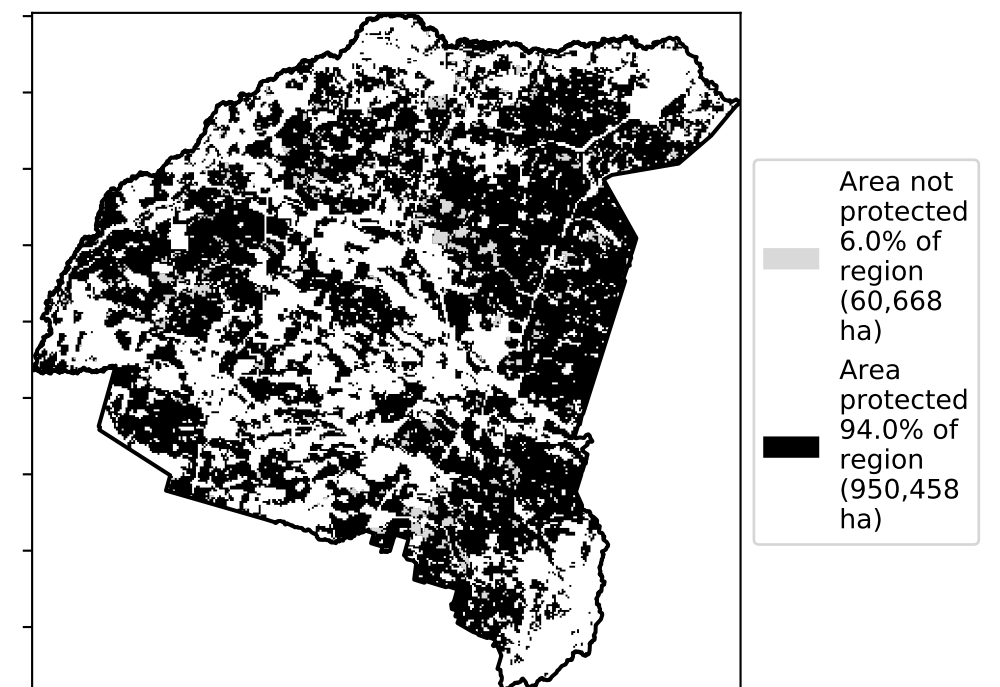 Area not
protected
6.0% of
region
(60,668
ha)
Area
protected
94.0% of
region
(950,458
ha)